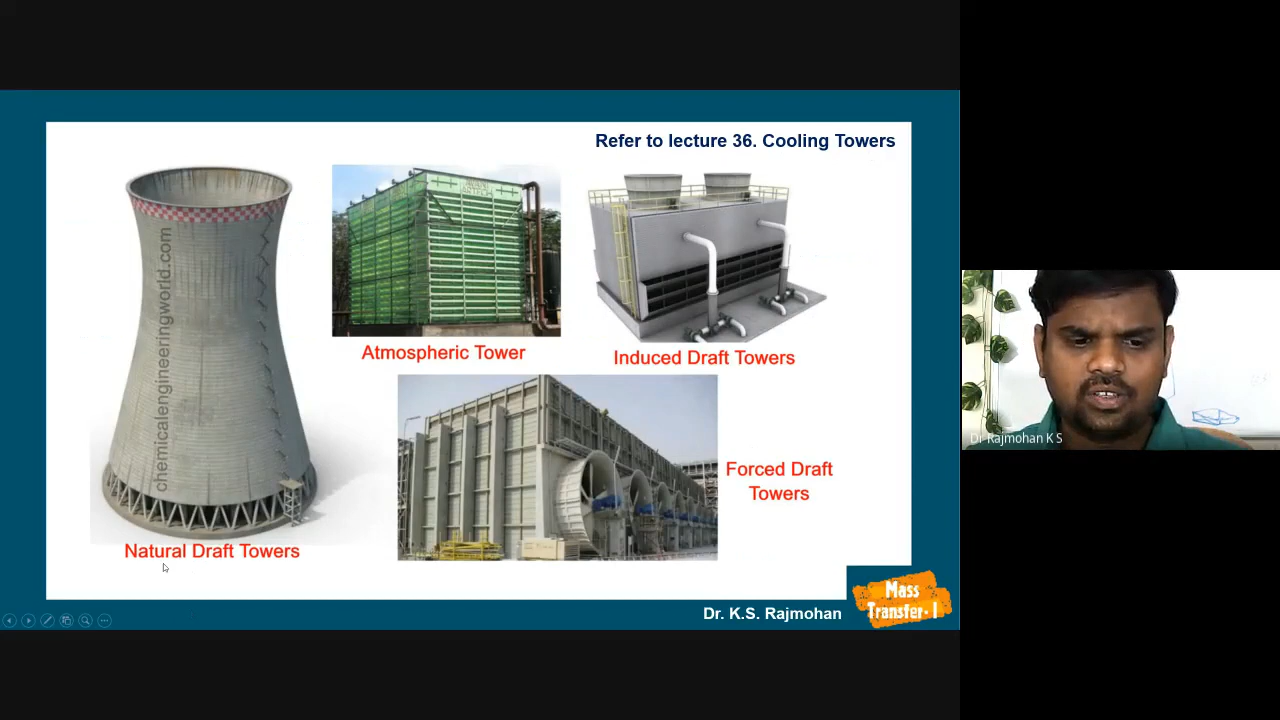 Refer to lecture 36. Cooling Towers
chemicalengineeringworld.com
Atmospheric Tower
Induced Draft Towers
Forced Draft
Towers
Natural Draft Towers
Dr. K.S. Rajmohan
Mass
Transfer-I
Dr Rajmohan K S